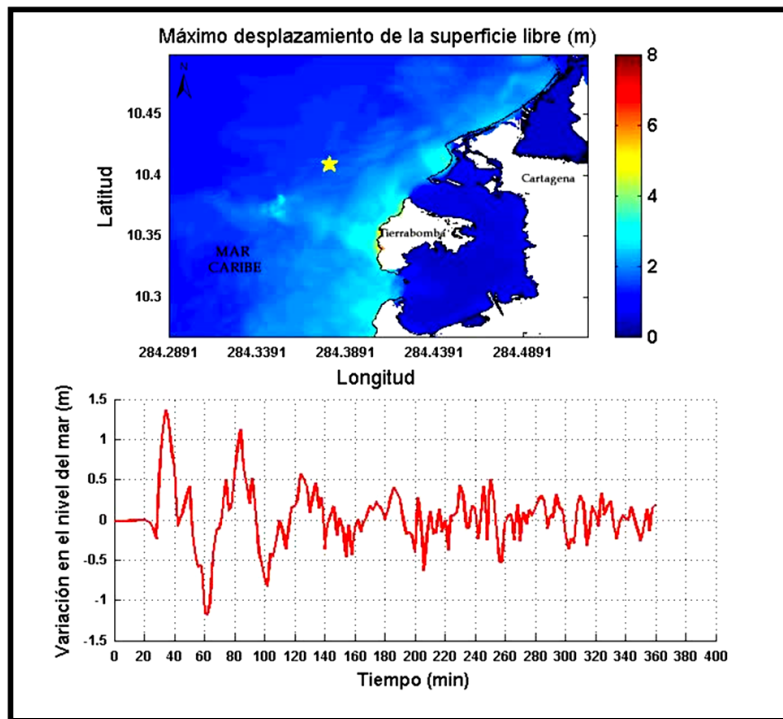 Máximo desplazamiento de la superficie libre (m)
N
8
6
4
2
0
Latitud
10.45
10.4
10.35
10.3
Cartagena
Tierrabomba
MAR
CARIBE
284.2891 284.3391 284.3891 284.4391 284.4891
Longitud
Variación en el nivel del mar (m)
1.5
1
0.5
0
-0.5
-1
-1.5
0 20 40 60 80 100 120 140 160 180 200 220 240 260 280 300 320 340 360 380 400
Tiempo (min)